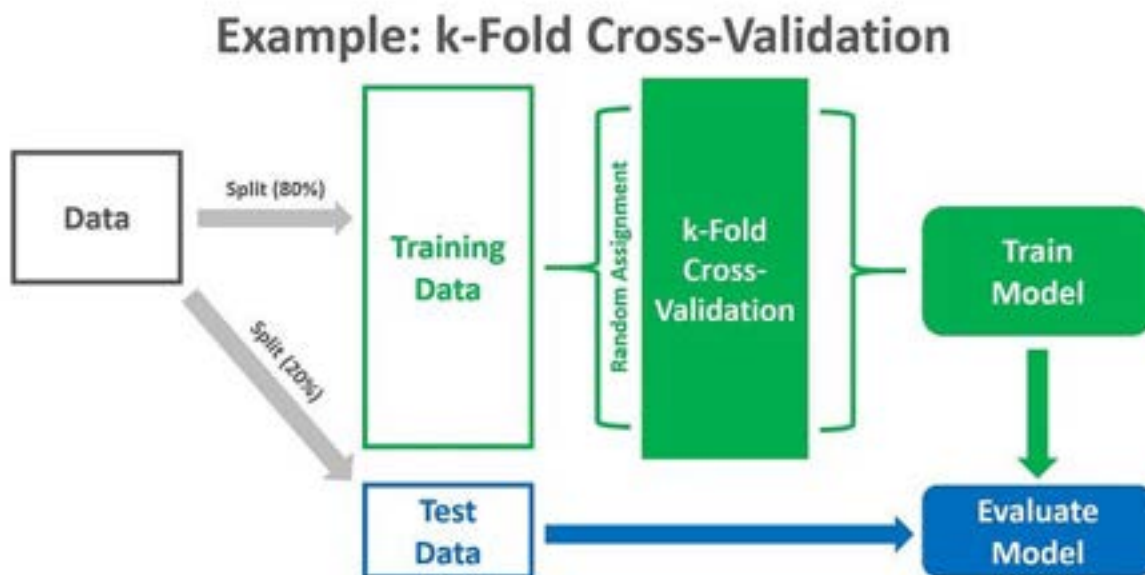 Example: k-Fold Cross-Validation
Data
Split (80%)
Split (20%)
Training
Data
Random Assignment
k-Fold
Cross-
Validation
Train
Model
Test
Data
Evaluate
Model